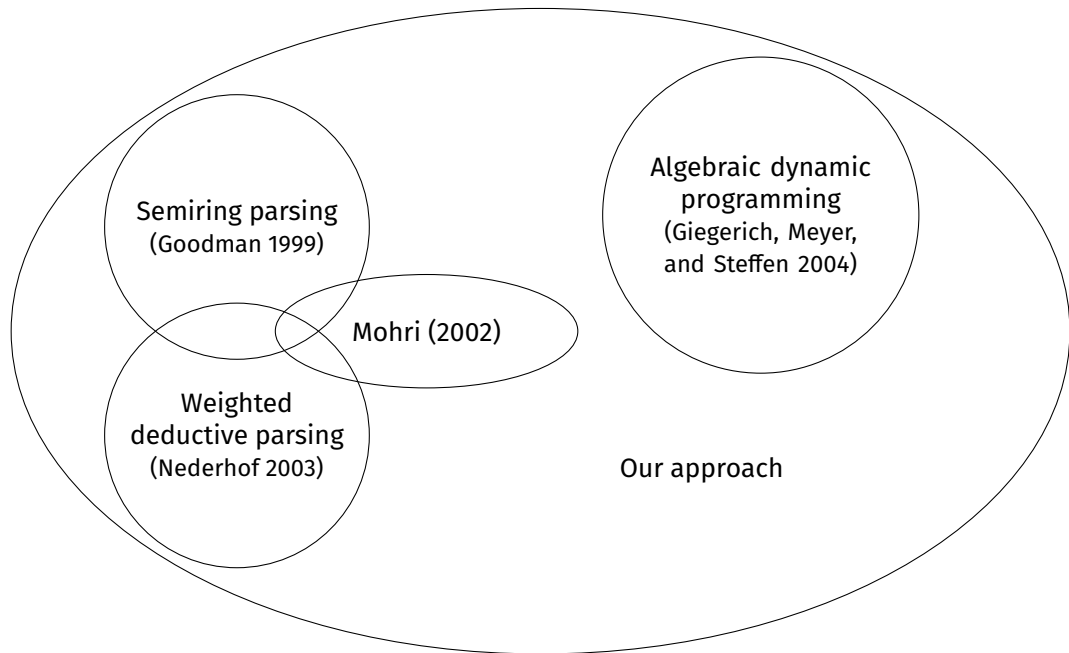 Semiring parsing
(Goodman 1999)
Algebraic dynamic
programming
(Giegerich, Meyer,
and Steffen 2004)
Mohri (2002)
Weighted
deductive parsing
(Nederhof 2003)
Our approach